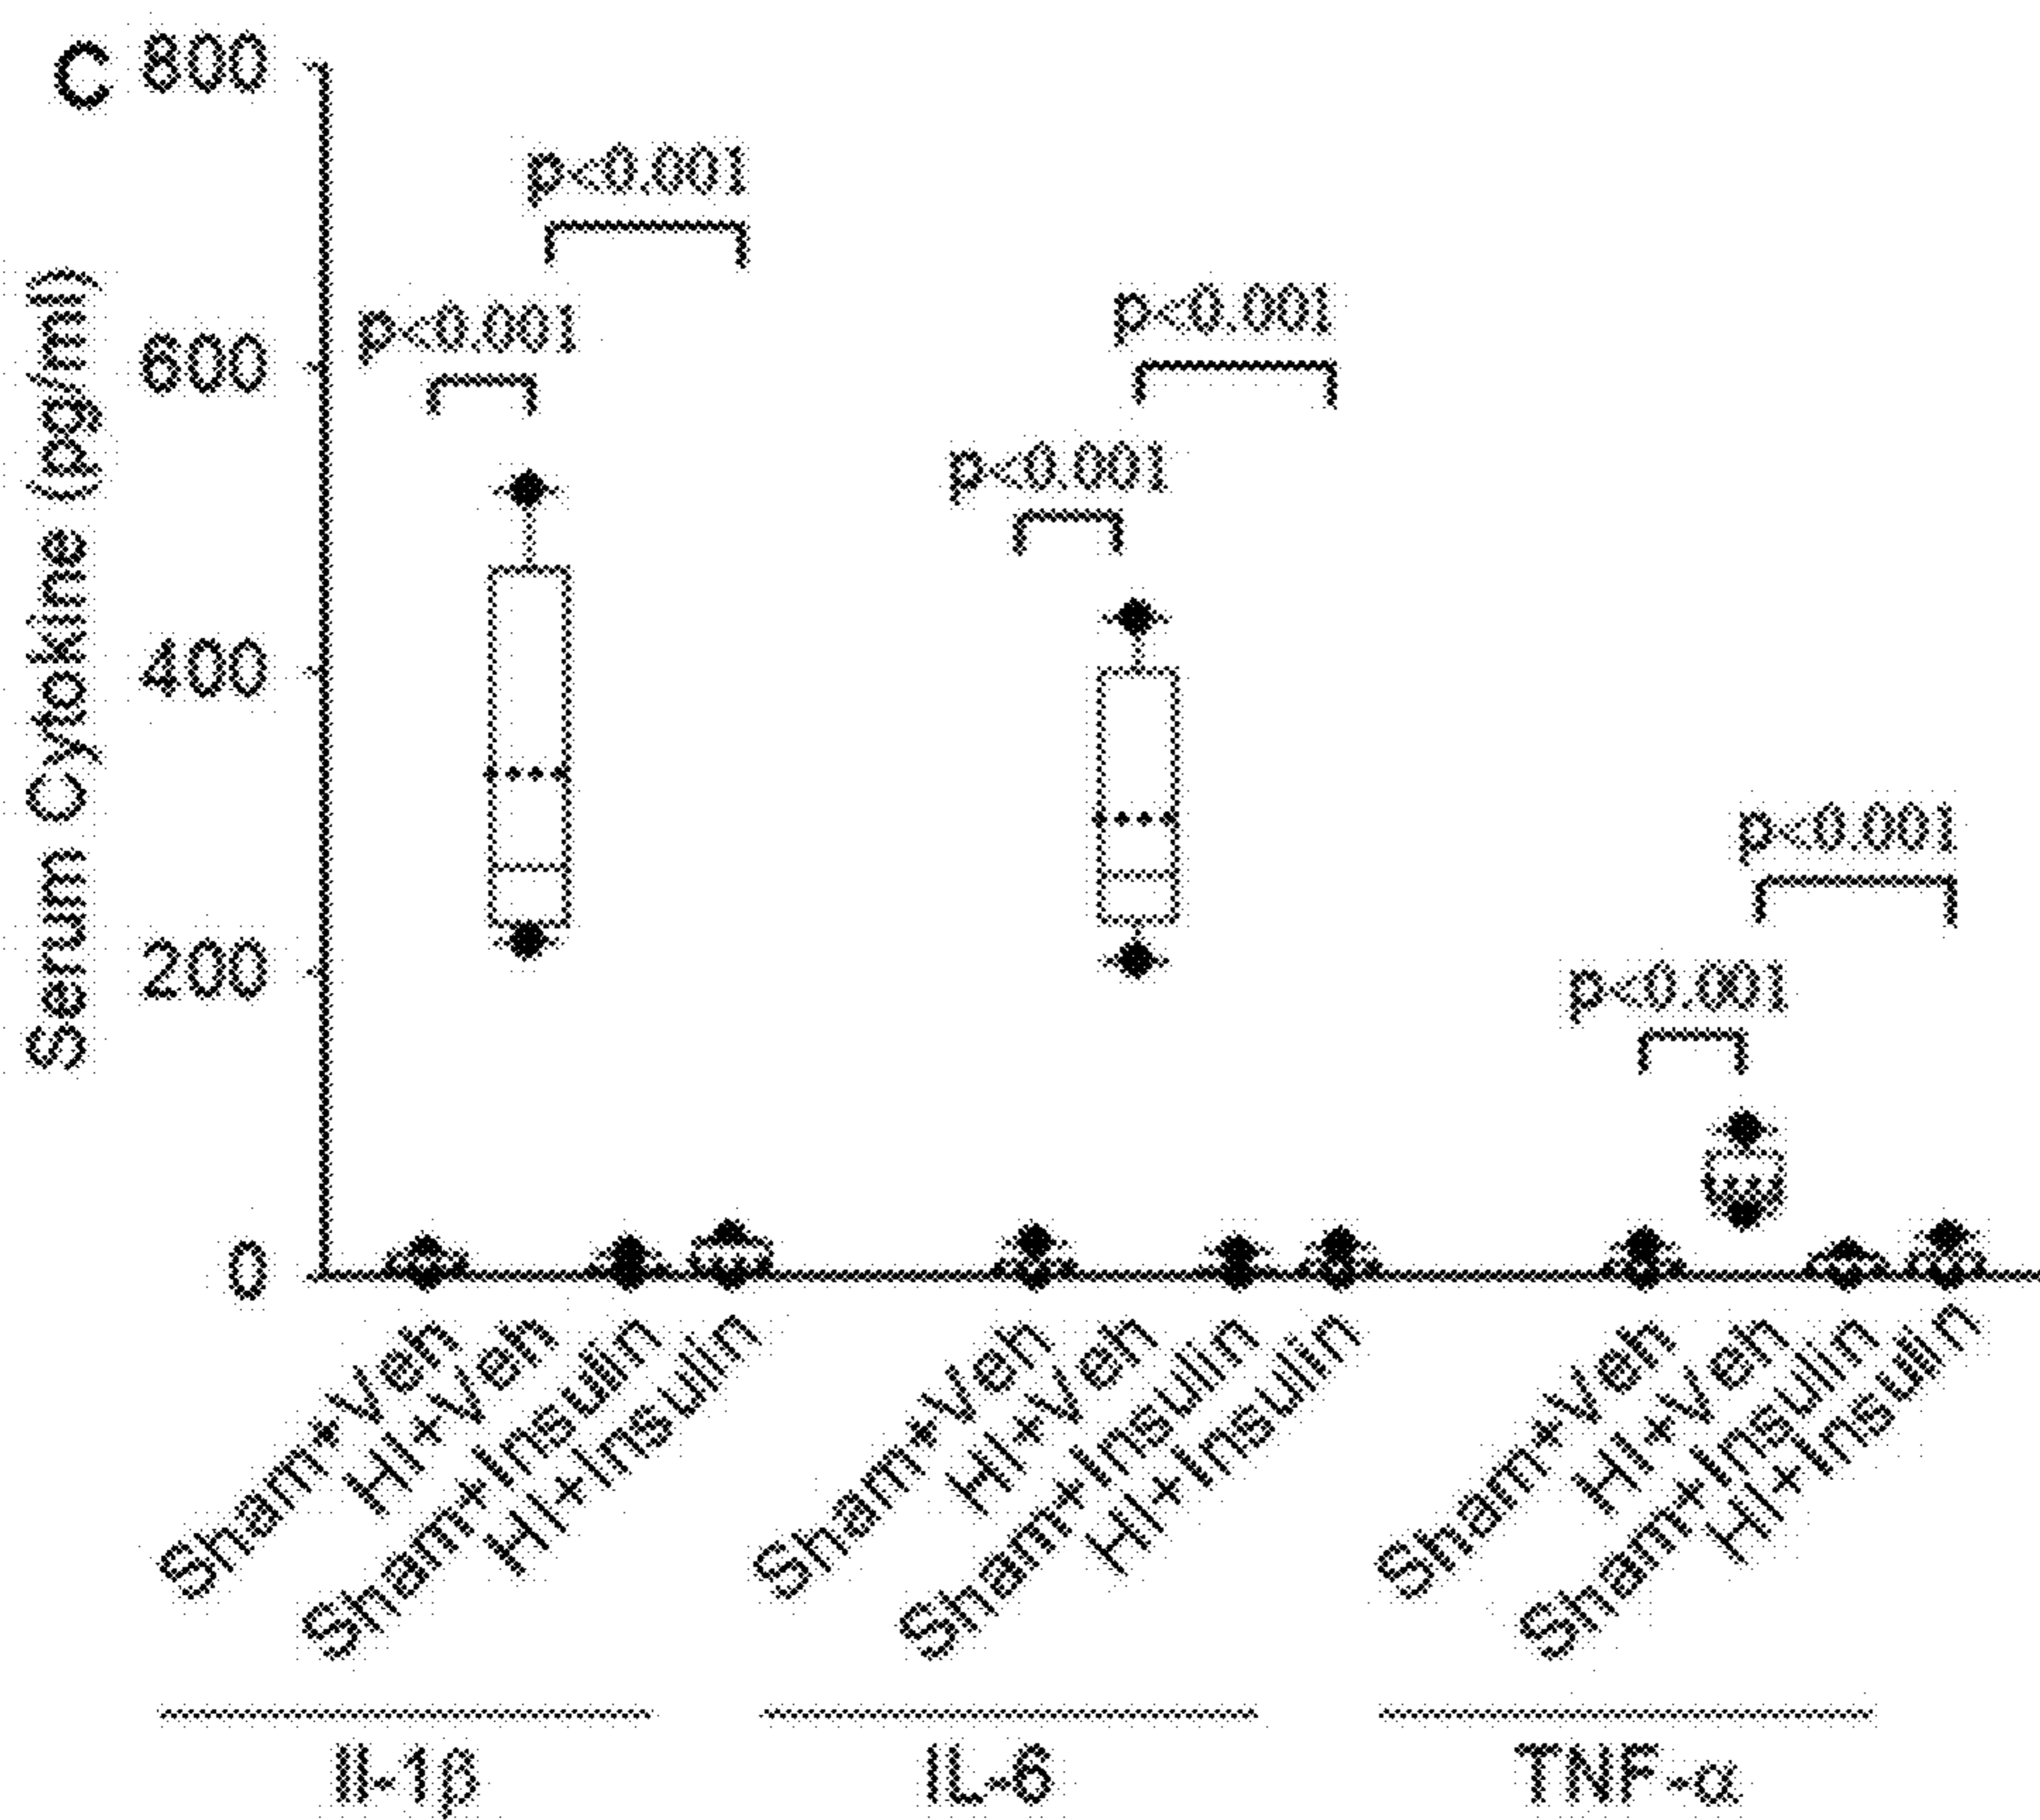 C
800
600
400
200
0
Serum Cytokine (pg/ml)
p<0.001
p<0.001
p<0.001
p<0.001
p<0.001
p<0.001
Sham+Veh
HI+Veh
Sham+Insulin
HI+Insulin
Sham+Veh
HI+Veh
Sham+Insulin
HI+Insulin
Sham+Veh
HI+Veh
Sham+Insulin
HI+Insulin
Il-1β
IL-6
TNF-α